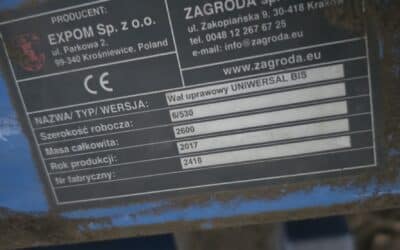 EXPOM Sp. z o.o.
ul. Parkowa 2,
99-340 Krośniewice, Poland
CE
ZAGRODA
ul. Zakopiańska 9, 30-418 Kraków
tel. 0048 12 267 67 25
e-mail: info@zagroda.eu
www.zagroda.eu
NAZWA/ TYP/ WERSJA: Wał uprawowy UNIWERSAL BIS
Szerokość robocza: 6/530
Masa całkowita: 2600
Rok produkcji: 2017
Nr fabryczny: 2418